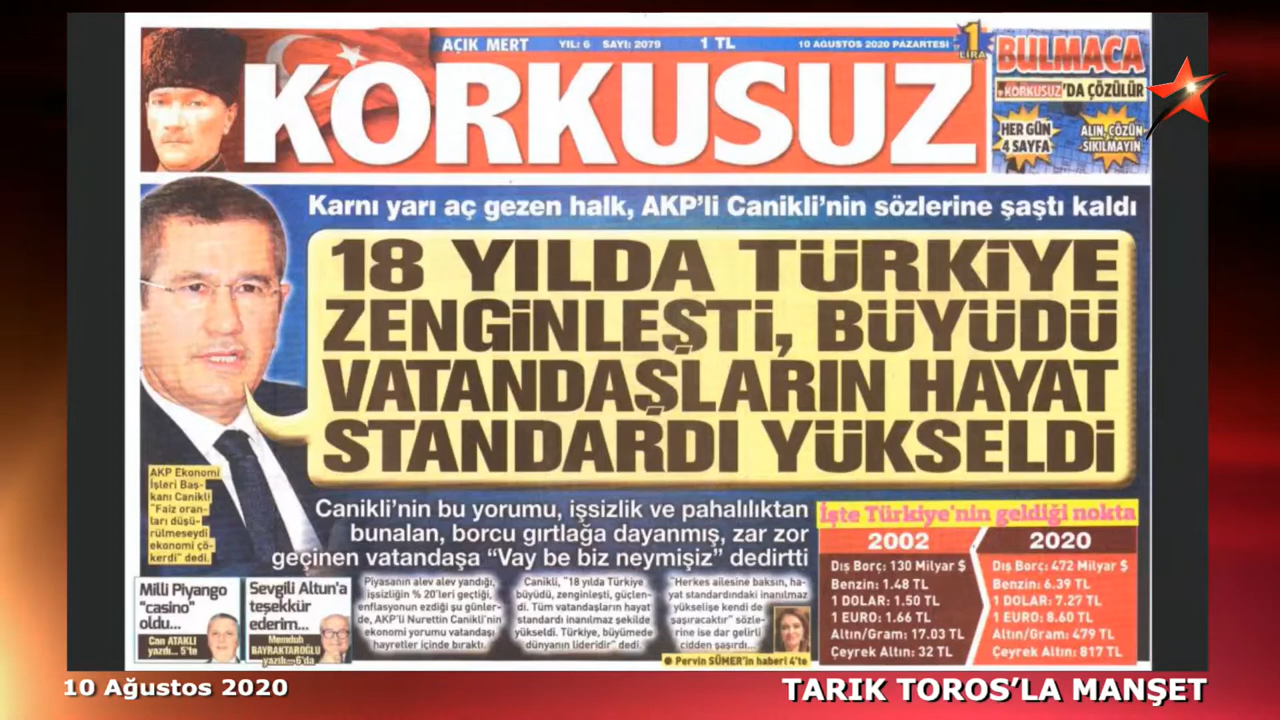 AÇIK MERT YIL: 6 SAYI: 2079 1 TL 10 AĞUSTOS 2020 PAZARTESİ
1
LİRA
KORKUSUZ
BULMACA
KORKUSUZ'DA ÇÖZÜLÜR
HER GÜN
4 SAYFA
ALIN, ÇÖZÜN
SIKILMAYIN
Karnı yarı aç gezen halk, AKP'li Canikli'nin sözlerine şaştı kaldı
18 YILDA TÜRKİYE
ZENGİNLEŞTİ, BÜYÜDÜ
VATANDAŞLARIN HAYAT
STANDARDI YÜKSELDİ
AKP Ekonomi
İşleri Baş-
kanı Canikli
"Faiz oran-
ları düşü-
rülmeseydi
ekonomi çö-
kerdi" dedi.
Canikli'nin bu yorumu, işsizlik ve pahalılıktan
bunalan, borcu gırtlağa dayanmış, zar zor
geçinen vatandaşa "Vay be biz neymişiz" dedirtti
İşte Türkiye'nin geldiği nokta
2002
Dış Borç: 130 Milyar $
Benzin: 1.48 TL
1 DOLAR: 1.50 TL
1 EURO: 1.66 TL
Altın/Gram: 17.03 TL
Çeyrek Altın: 32 TL
2020
Dış Borç: 472 Milyar $
Benzin: 6.39 TL
1 DOLAR: 7.27 TL
1 EURO: 8.60 TL
Altın/Gram: 479 TL
Çeyrek Altın: 817 TL
Milli Piyango
"casino"
oldu...
Can ATAKLI
yazdı... 5'te
Sevgili Altun'a
teşekkür
ederim...
Memduh
BAYRAKTAROĞLU
yazdı... 6'da
Piyasanın alev alev yandığı,
işsizliğin % 20'leri geçtiği,
enflasyonun ezdiği şu günler-
de, AKP'li Nurettin Canikli'nin
ekonomi yorumu vatandaşı
hayretler içinde bıraktı.
Canikli, "18 yılda Türkiye
büyüdü, zenginleşti, güçlen-
di. Tüm vatandaşların hayat
standardı inanılmaz şekilde
yükseldi. Türkiye, büyümede
dünyanın lideridir" dedi.
"Herkes ailesine baksın, ha-
yat standardındaki inanılmaz
yükselişe kendi de
şaşıracaktır" sözle-
rine ise dar gelirli
cidden şaşırdı...
Pervin SÜMER'in haberi 4'te
10 Ağustos 2020
TARIK TOROS'LA MANŞET